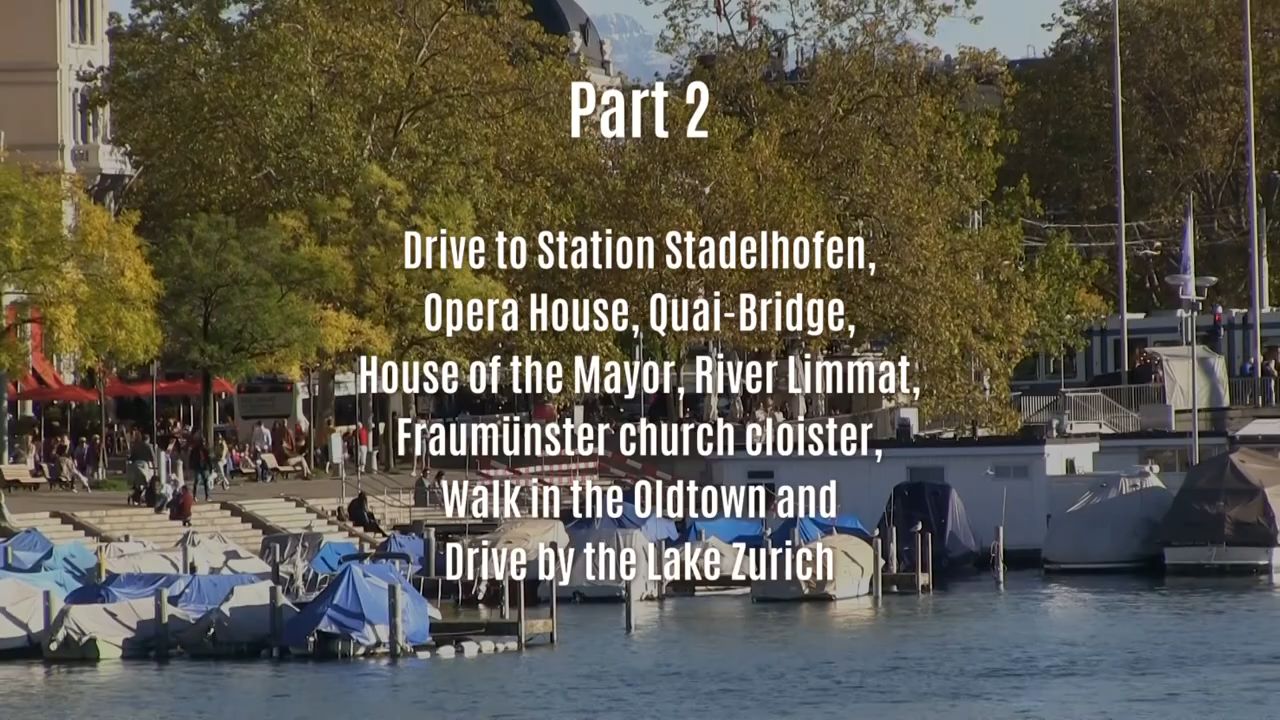 Part 2
Drive to Station Stadelhofen,
Opera House, Quai-Bridge,
House of the Mayor, River Limmat,
Fraumünster church cloister,
Walk in the Oldtown and
Drive by the Lake Zurich